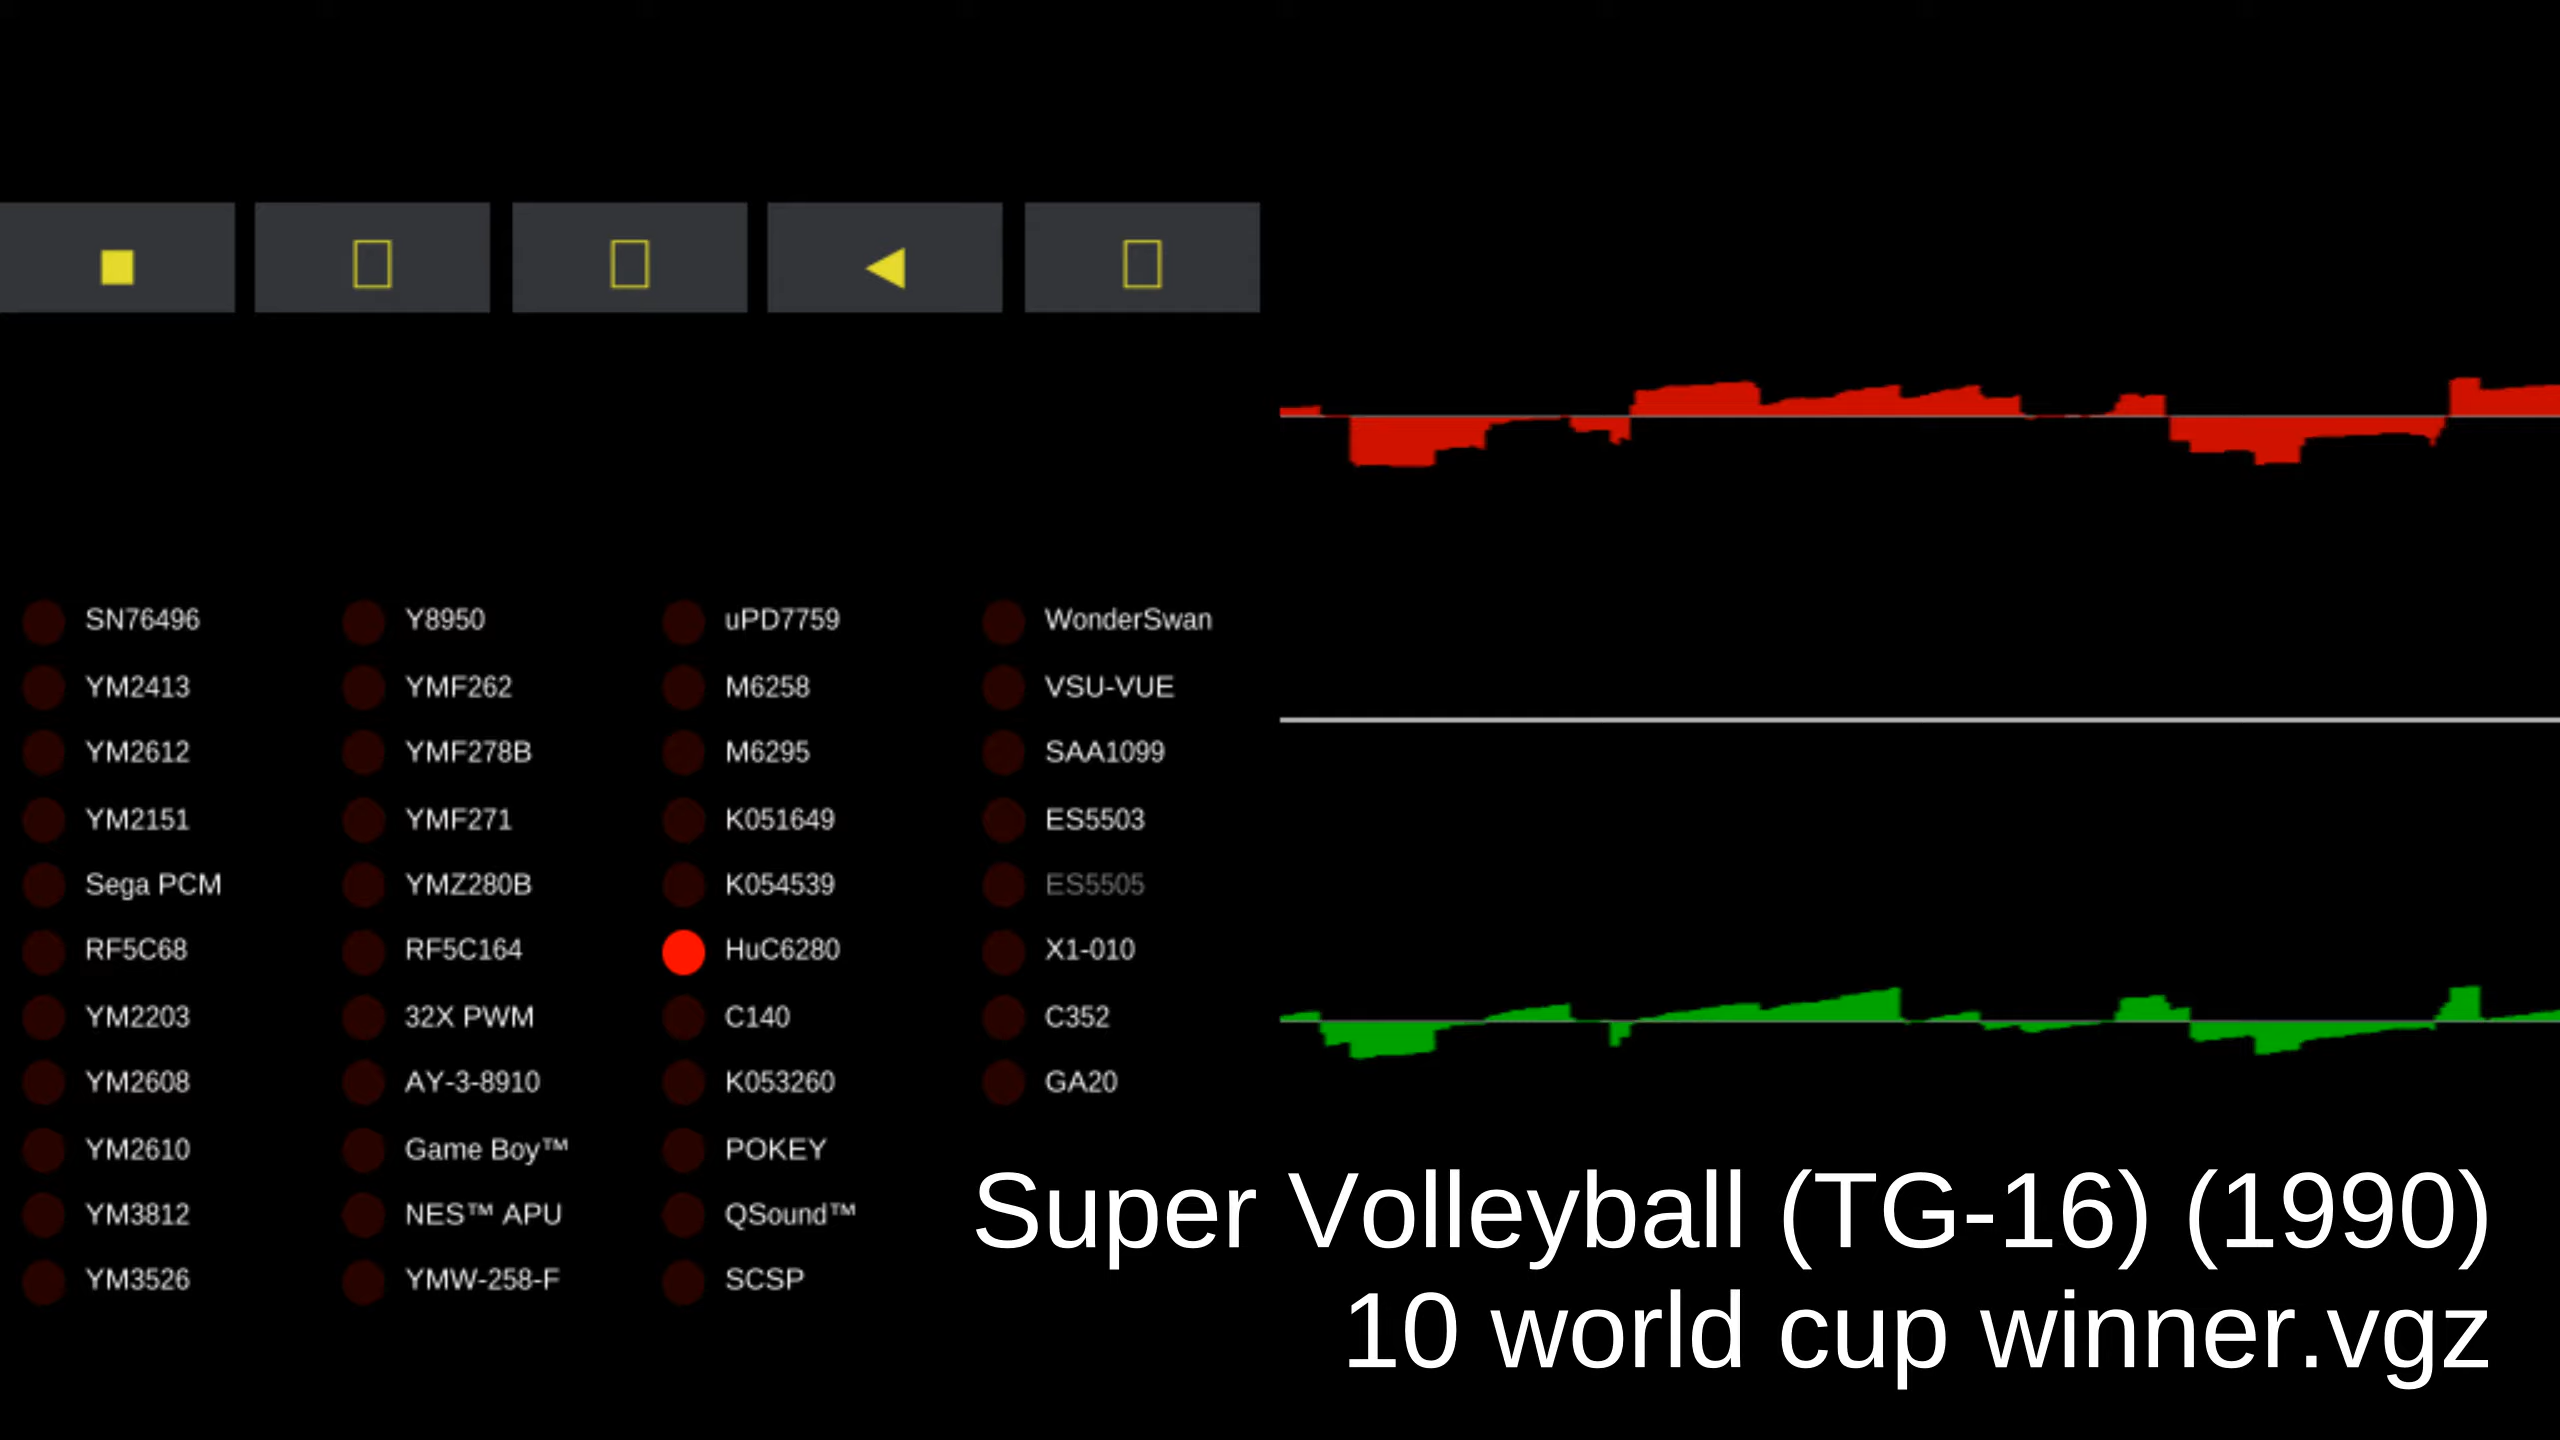 SN76496 Y8950 uPD7759 WonderSwan
YM2413 YMF262 M6258 VSU-VUE
YM2612 YMF278B M6295 SAA1099
YM2151 YMF271 K051649 ES5503
Sega PCM YMZ280B K054539 ES5505
RF5C68 RF5C164 HuC6280 X1-010
YM2203 32X PWM C140 C352
YM2608 AY-3-8910 K053260 GA20
YM2610 Game Boy™ POKEY
YM3812 NES™ APU QSound™
YM3526 YMW-258-F SCSP
Super Volleyball (TG-16) (1990)
10 world cup winner.vgz